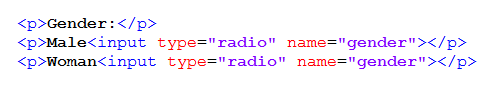 <p>Gender:</p>
<p>Male<input type="radio" name="gender"></p>
<p>Woman<input type="radio" name="gender"></p>